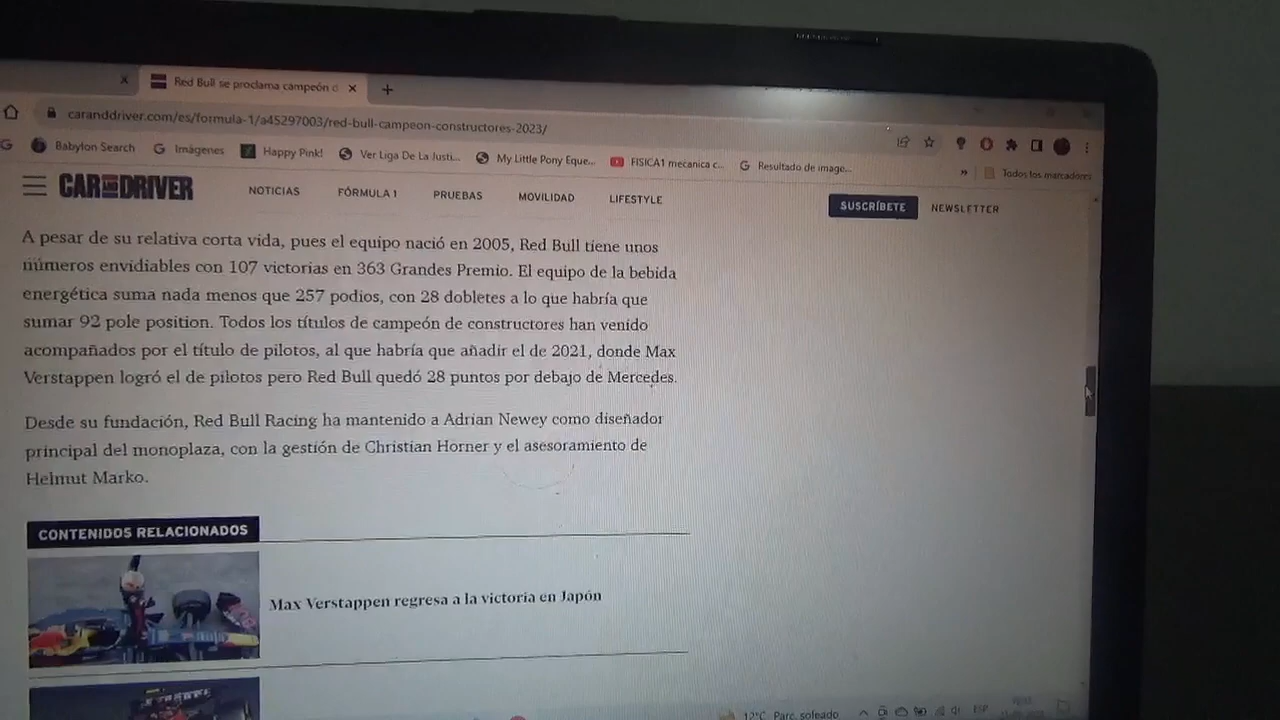 Red Bull se proclama campeón d
caranddriver.com/es/formula-1/a45297003/red-bull-campeon-constructores-2023/
Babylon Search
Imágenes
Happy Pink!
Ver Liga De La Justi...
My Little Pony Eque...
FISICA1 mecanica c...
Resultado de image...
»
Todos los marcadores
CAR AND DRIVER
NOTICIAS
FÓRMULA 1
PRUEBAS
MOVILIDAD
LIFESTYLE
SUSCRÍBETE
NEWSLETTER
A pesar de su relativa corta vida, pues el equipo nació en 2005, Red Bull tiene unos
números envidiables con 107 victorias en 363 Grandes Premio. El equipo de la bebida
energética suma nada menos que 257 podios, con 28 dobletes a lo que habría que
sumar 92 pole position. Todos los títulos de campeón de constructores han venido
acompañados por el título de pilotos, al que habría que añadir el de 2021, donde Max
Verstappen logró el de pilotos pero Red Bull quedó 28 puntos por debajo de Mercedes.
Desde su fundación, Red Bull Racing ha mantenido a Adrian Newey como diseñador
principal del monoplaza, con la gestión de Christian Horner y el asesoramiento de
Helmut Marko.
CONTENIDOS RELACIONADOS
Max Verstappen regresa a la victoria en Japón
12°C Parc. soleado
ESP